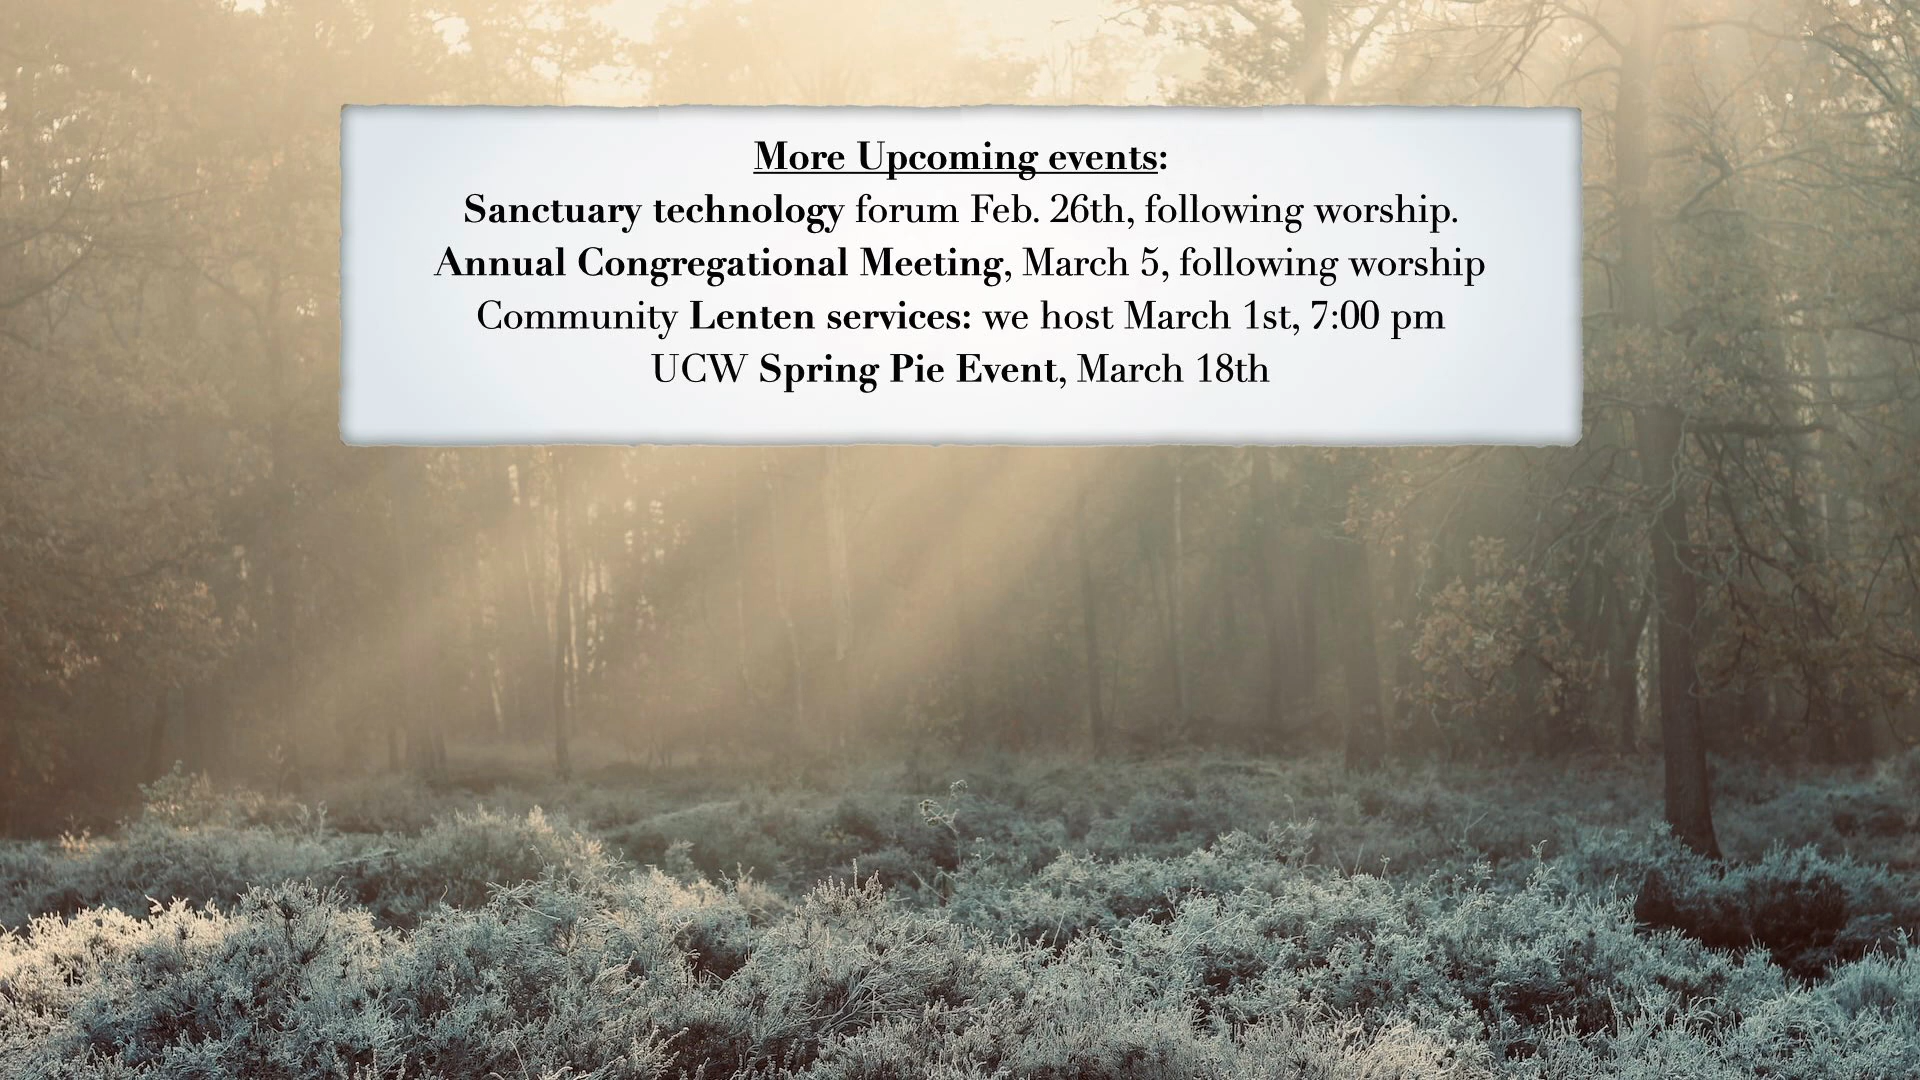 More Upcoming events:
Sanctuary technology forum Feb. 26th, following worship.
Annual Congregational Meeting, March 5, following worship
Community Lenten services: we host March 1st, 7:00 pm
UCW Spring Pie Event, March 18th